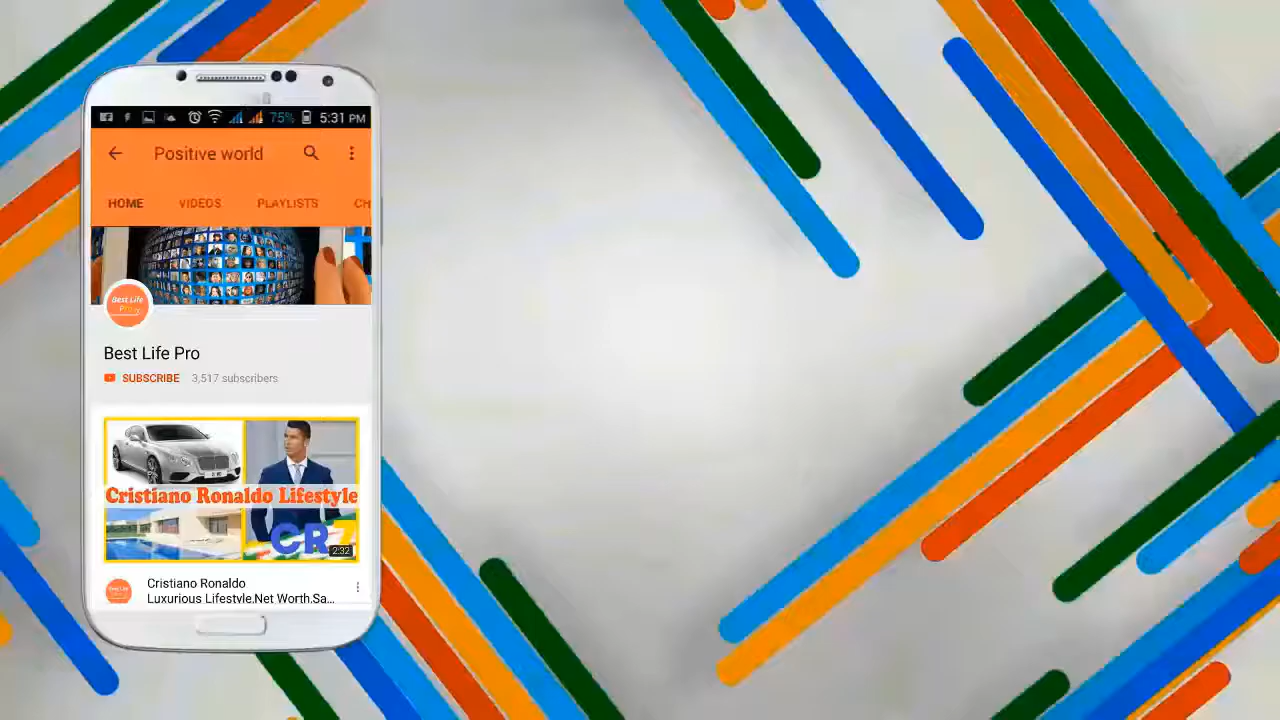 75% 5:31 PM
Positive world
HOME VIDEOS PLAYLISTS CH
Best Life
Pro
Best Life Pro
SUBSCRIBE 3,517 subscribers
Cristiano Ronaldo Lifestyle
CR7
2:32
Cristiano Ronaldo
Luxurious Lifestyle,Net Worth,Sa...